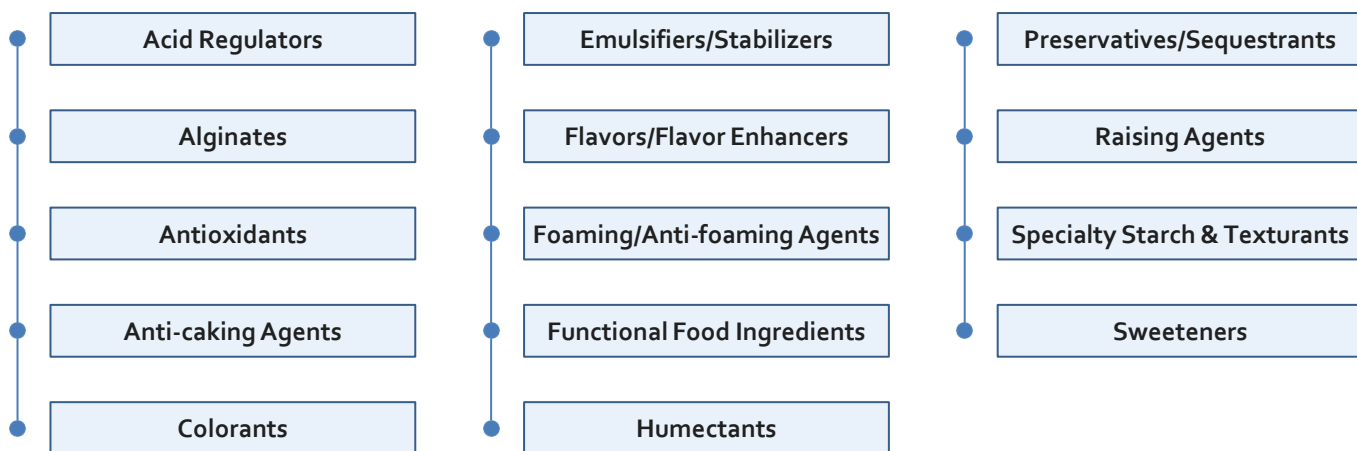 Acid Regulators
Alginates
Antioxidants
Anti-caking Agents
Colorants
Emulsifiers/Stabilizers
Flavors/Flavor Enhancers
Foaming/Anti-foaming Agents
Functional Food Ingredients
Humectants
Preservatives/Sequestrants
Raising Agents
Specialty Starch & Texturants
Sweeteners